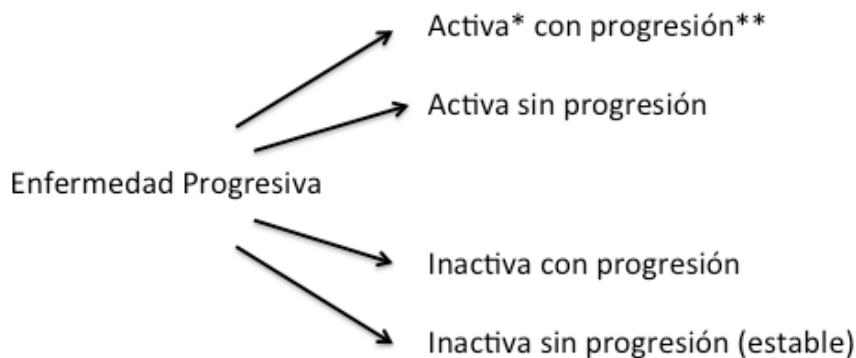 Activa* con progresión**
Activa sin progresión
Enfermedad Progresiva
Inactiva con progresión
Inactiva sin progresión (estable)